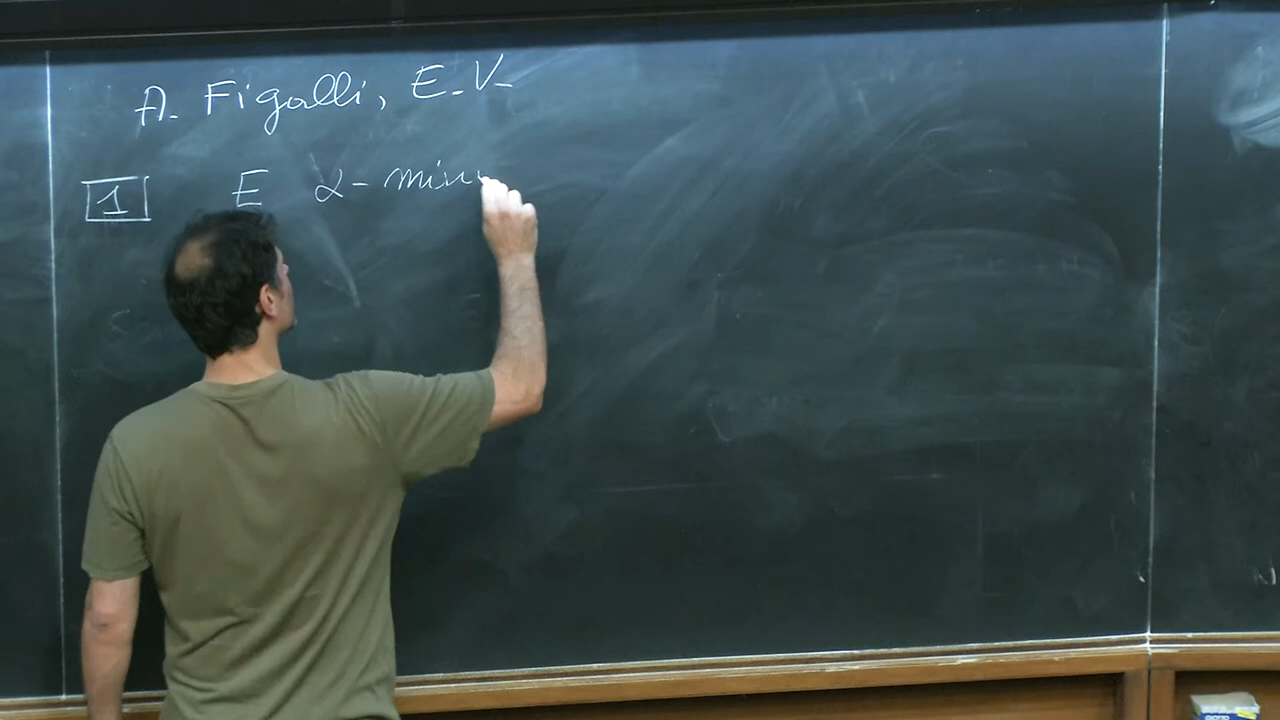 A. Figalli, E.V.
1 E α-min